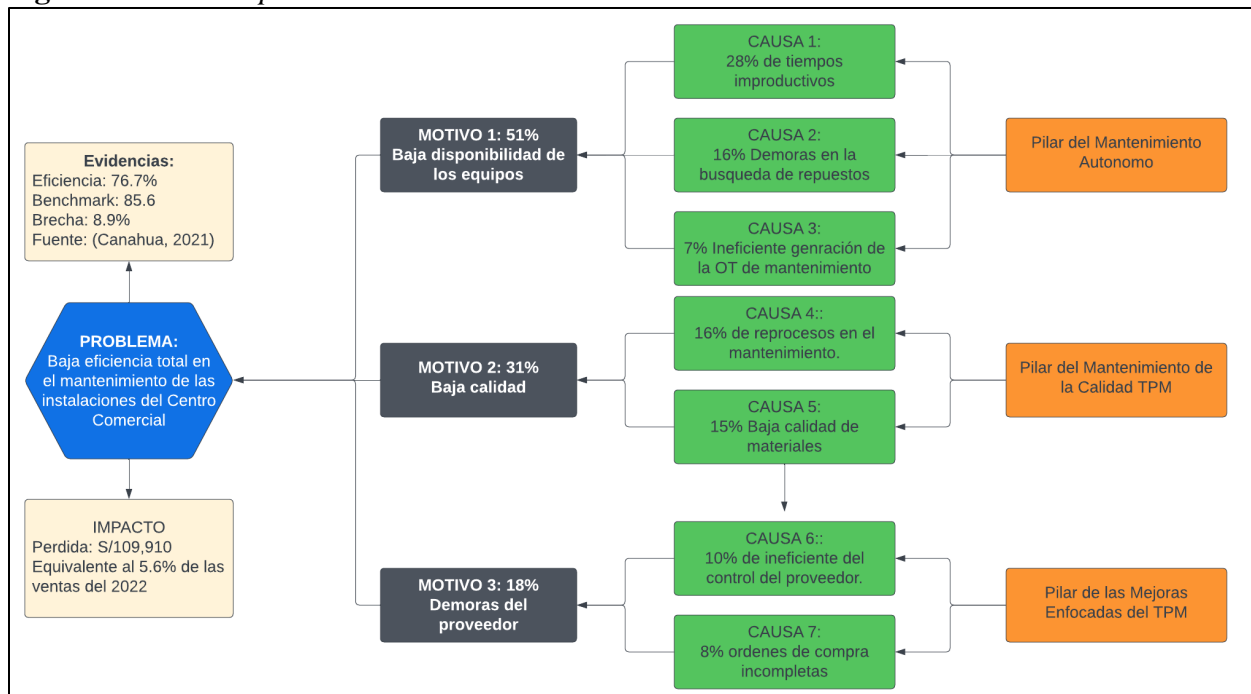 Evidencias:
Eficiencia: 76.7%
Benchmark: 85.6
Brecha: 8.9%
Fuente: (Canahua, 2021)
PROBLEMA:
Baja eficiencia total en
el mantenimiento de las
instalaciones del Centro
Comercial
IMPACTO
Perdida: S/109,910
Equivalente al 5.6% de las
ventas del 2022
MOTIVO 1: 51%
Baja disponibilidad de
los equipos
MOTIVO 2: 31%
Baja calidad
MOTIVO 3: 18%
Demoras del
proveedor
CAUSA 1:
28% de tiempos
improductivos
CAUSA 2:
16% Demoras en la
busqueda de repuestos
CAUSA 3:
7% Ineficiente genración de
la OT de mantenimiento
CAUSA 4::
16% de reprocesos en el
mantenimiento.
CAUSA 5:
15% Baja calidad de
materiales
CAUSA 6::
10% de ineficiente del
control del proveedor.
CAUSA 7:
8% ordenes de compra
incompletas
Pilar del Mantenimiento
Autonomo
Pilar del Mantenimiento de
la Calidad TPM
Pilar de las Mejoras
Enfocadas del TPM